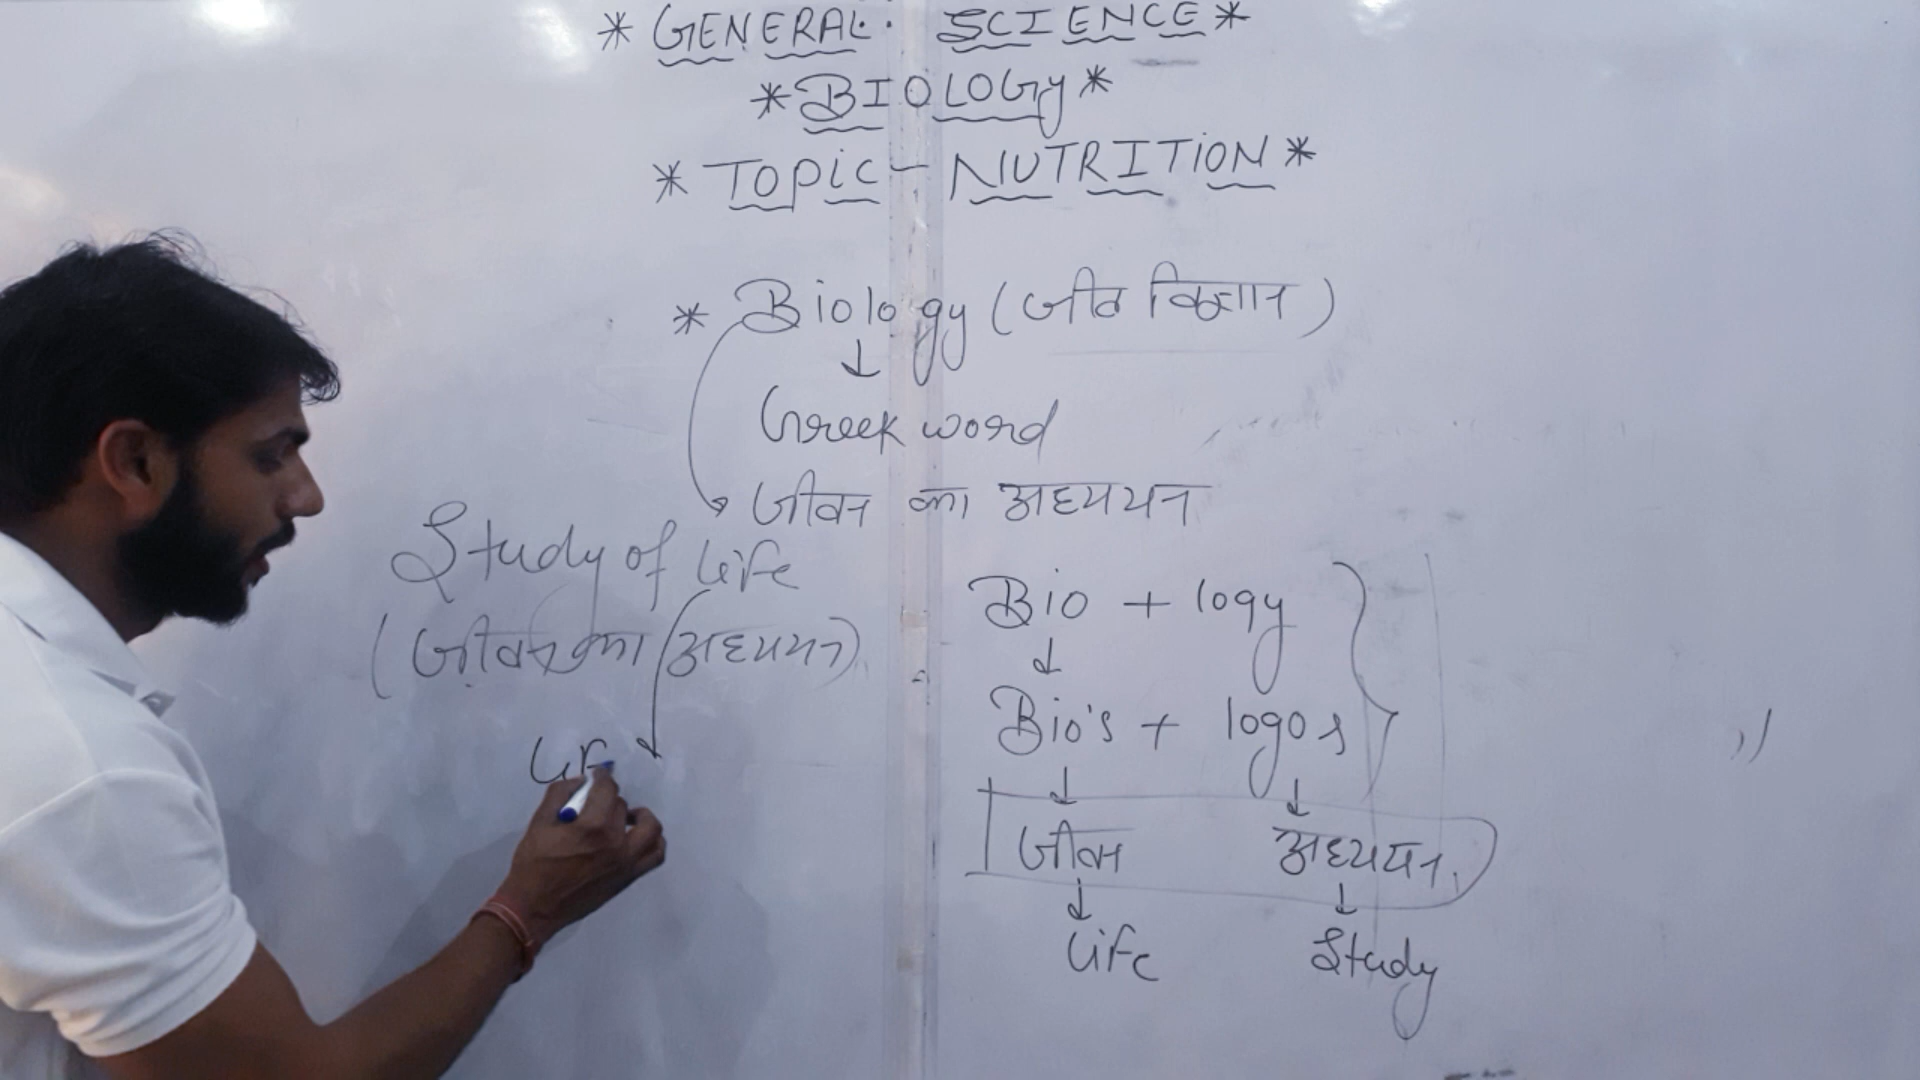 * GENERAL SCIENCE *
* BIOLOGY *
* TOPIC - NUTRITION *
* Biology (जीव विज्ञान)
↓
Greek word
जीवन का अध्ययन
Study of life
(जीवन का अध्ययन)
Bio + logy
↓
Bio's + logos
↓ ↓
जीवन अध्ययन
↓ ↓
Life Study